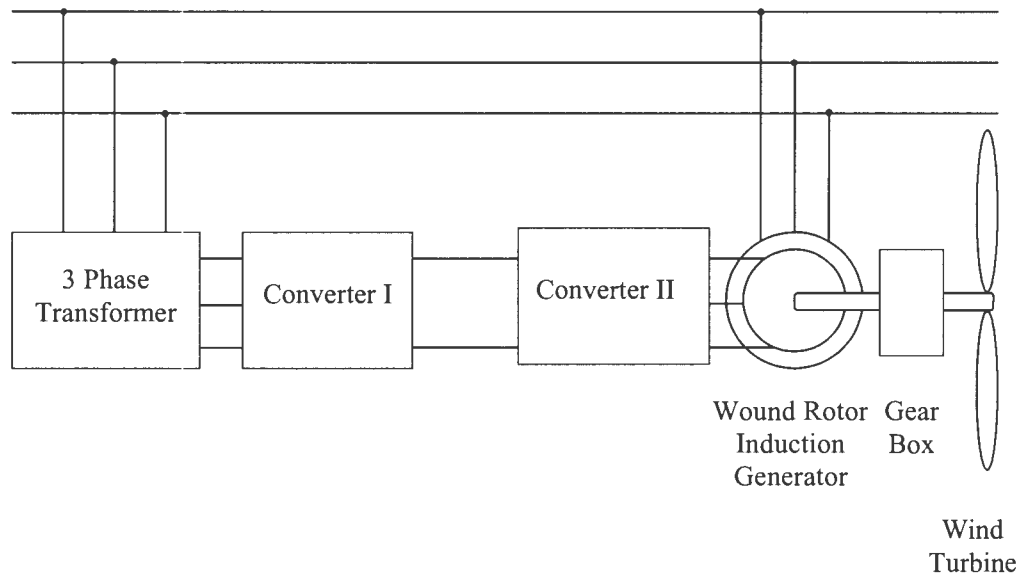 3 Phase
Transformer
Converter I
Converter II
Wound Rotor
Induction
Generator
Gear
Box
Wind
Turbine